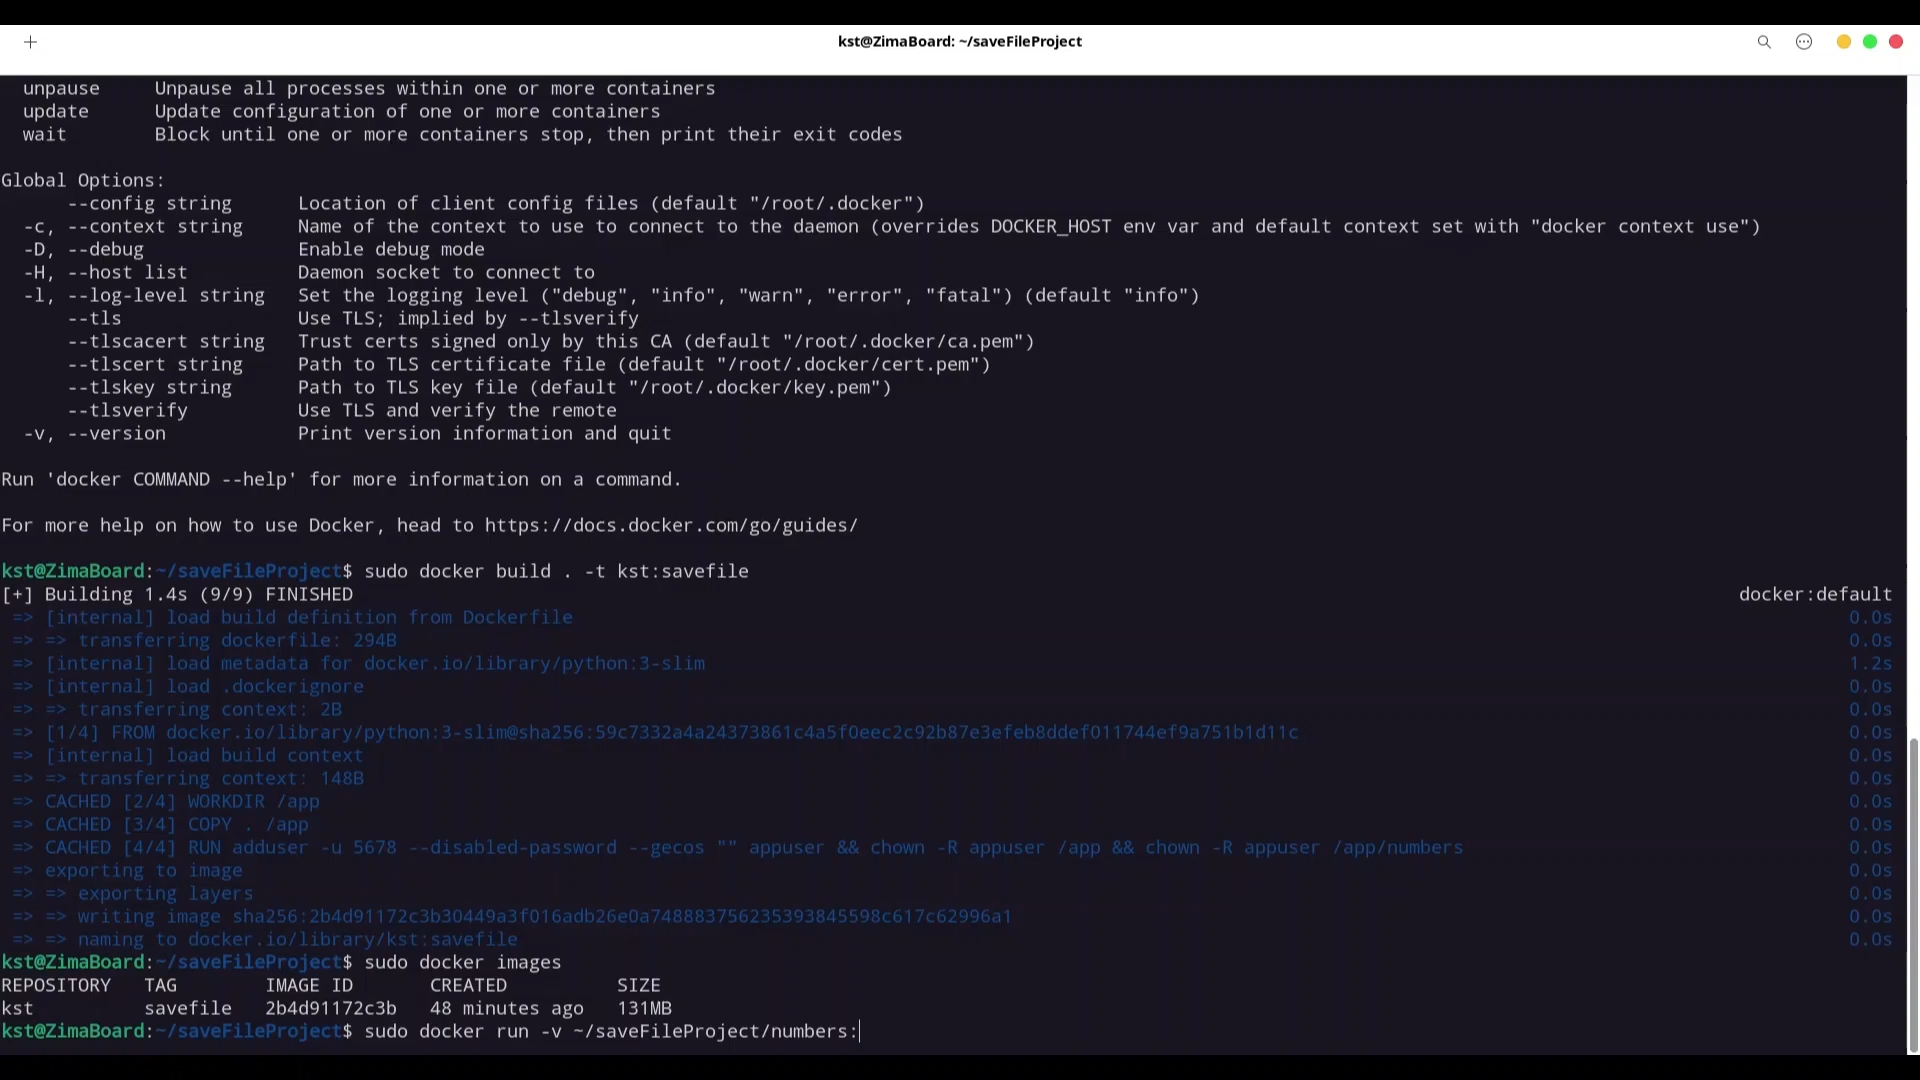 kst@ZimaBoard: ~/saveFileProject
unpause Unpause all processes within one or more containers
update Update configuration of one or more containers
wait Block until one or more containers stop, then print their exit codes
Global Options:
--config string Location of client config files (default "/root/.docker")
-c, --context string Name of the context to use to connect to the daemon (overrides DOCKER_HOST env var and default context set with "docker context use")
-D, --debug Enable debug mode
-H, --host list Daemon socket to connect to
-l, --log-level string Set the logging level ("debug", "info", "warn", "error", "fatal") (default "info")
--tls Use TLS; implied by --tlsverify
--tlscacert string Trust certs signed only by this CA (default "/root/.docker/ca.pem")
--tlscert string Path to TLS certificate file (default "/root/.docker/cert.pem")
--tlskey string Path to TLS key file (default "/root/.docker/key.pem")
--tlsverify Use TLS and verify the remote
-v, --version Print version information and quit
Run 'docker COMMAND --help' for more information on a command.
For more help on how to use Docker, head to https://docs.docker.com/go/guides/
kst@ZimaBoard:~/saveFileProject$ sudo docker build . -t kst:savefile
[+] Building 1.4s (9/9) FINISHED docker:default
=> [internal] load build definition from Dockerfile 0.0s
=> => transferring dockerfile: 294B 0.0s
=> [internal] load metadata for docker.io/library/python:3-slim 1.2s
=> [internal] load .dockerignore 0.0s
=> => transferring context: 2B 0.0s
=> [1/4] FROM docker.io/library/python:3-slim@sha256:59c7332a4a24373861c4a5f0eec2c92b87e3efeb8ddef011744ef9a751b1d11c 0.0s
=> [internal] load build context 0.0s
=> => transferring context: 148B 0.0s
=> CACHED [2/4] WORKDIR /app 0.0s
=> CACHED [3/4] COPY . /app 0.0s
=> CACHED [4/4] RUN adduser -u 5678 --disabled-password --gecos "" appuser && chown -R appuser /app && chown -R appuser /app/numbers 0.0s
=> exporting to image 0.0s
=> => exporting layers 0.0s
=> => writing image sha256:2b4d91172c3b30449a3f016adb26e0a748883756235393845598c617c62996a1 0.0s
=> => naming to docker.io/library/kst:savefile 0.0s
kst@ZimaBoard:~/saveFileProject$ sudo docker images
REPOSITORY TAG IMAGE ID CREATED SIZE
kst savefile 2b4d91172c3b 48 minutes ago 131MB
kst@ZimaBoard:~/saveFileProject$ sudo docker run -v ~/saveFileProject/numbers: